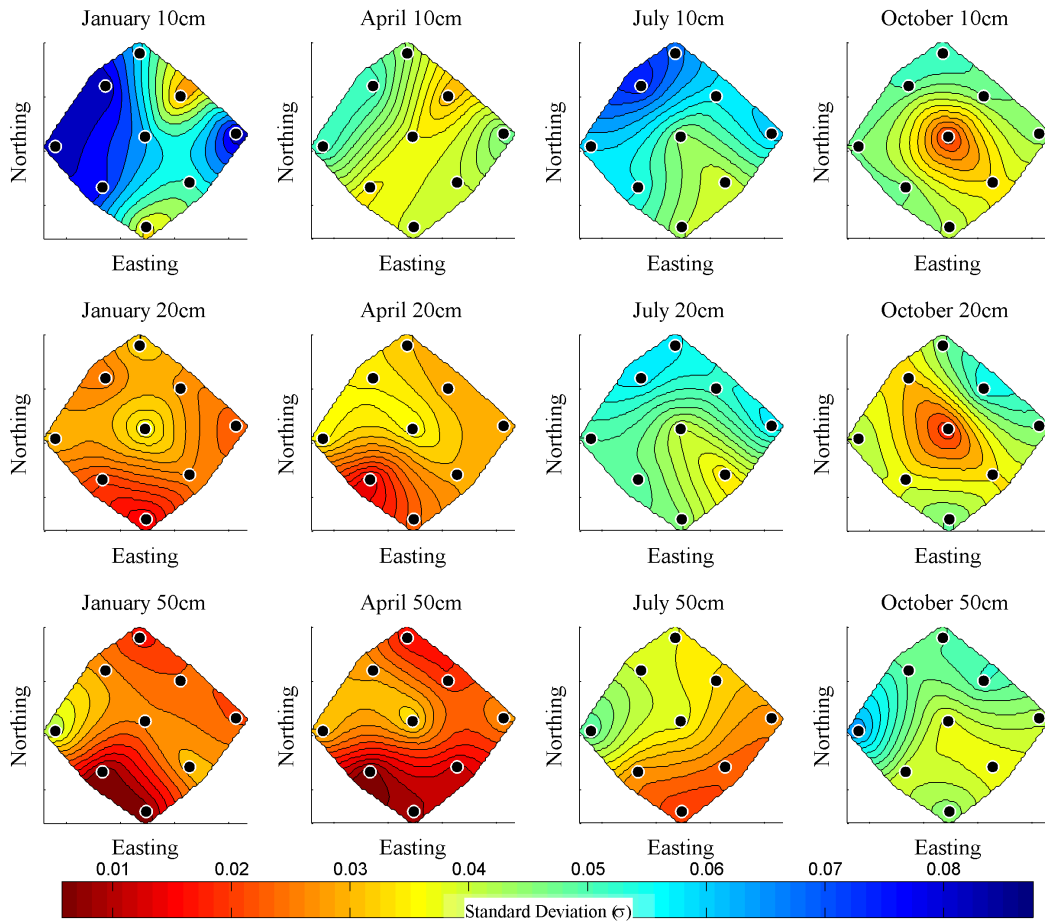 January 10cm April 10cm July 10cm October 10cm
Northing Northing Northing Northing
Easting Easting Easting Easting
January 20cm April 20cm July 20cm October 20cm
Northing Northing Northing Northing
Easting Easting Easting Easting
January 50cm April 50cm July 50cm October 50cm
Northing Northing Northing Northing
Easting Easting Easting Easting
0.01 0.02 0.03 0.04 0.05 0.06 0.07 0.08
Standard Deviation (σ)